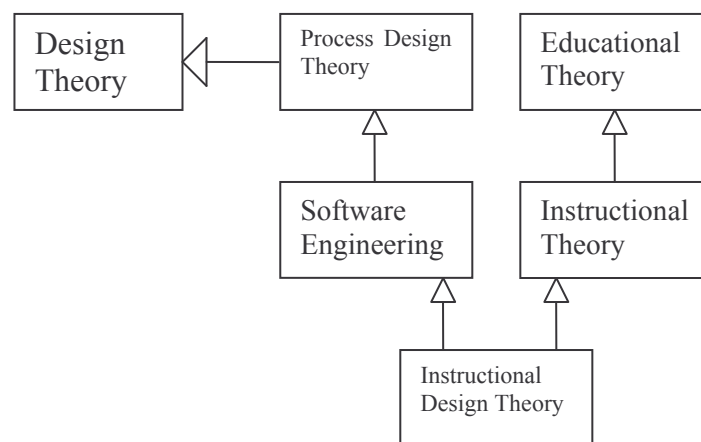 Design
Theory
Process Design
Theory
Educational
Theory
Software
Engineering
Instructional
Theory
Instructional
Design Theory